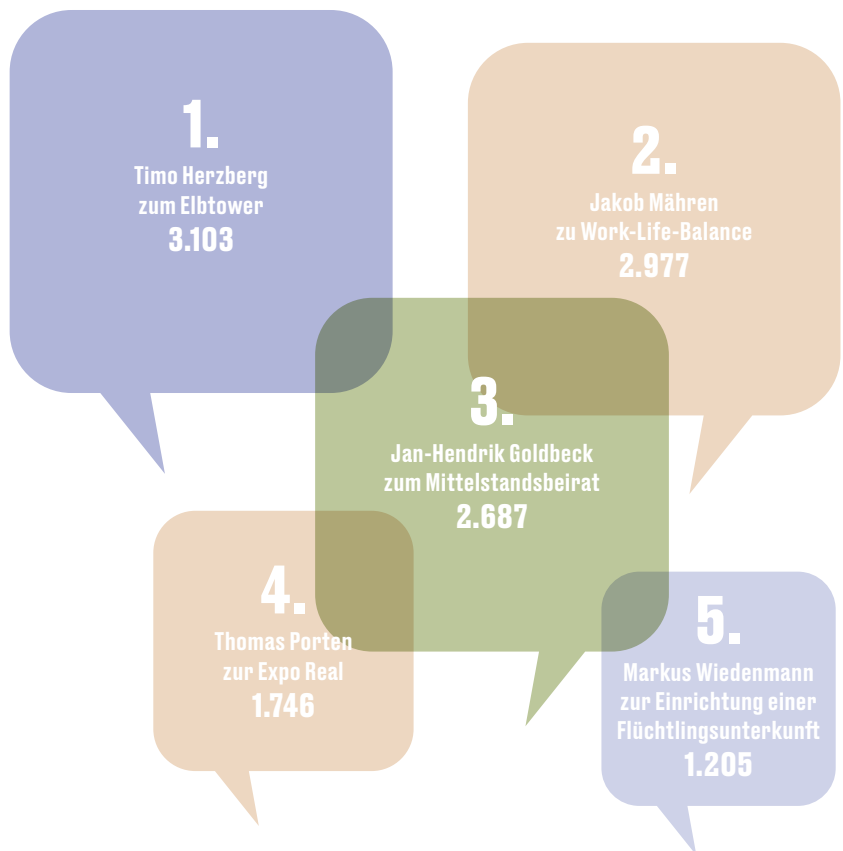 1.
Timo Herzberg
zum Elbtower
3.103
2.
Jakob Mähren
zu Work-Life-Balance
2.977
3.
Jan-Hendrik Goldbeck
zum Mittelstandsbeirat
2.687
4.
Thomas Porten
zur Expo Real
1.746
5.
Markus Wiedenmann
zur Einrichtung einer
Flüchtlingsunterkunft
1.205